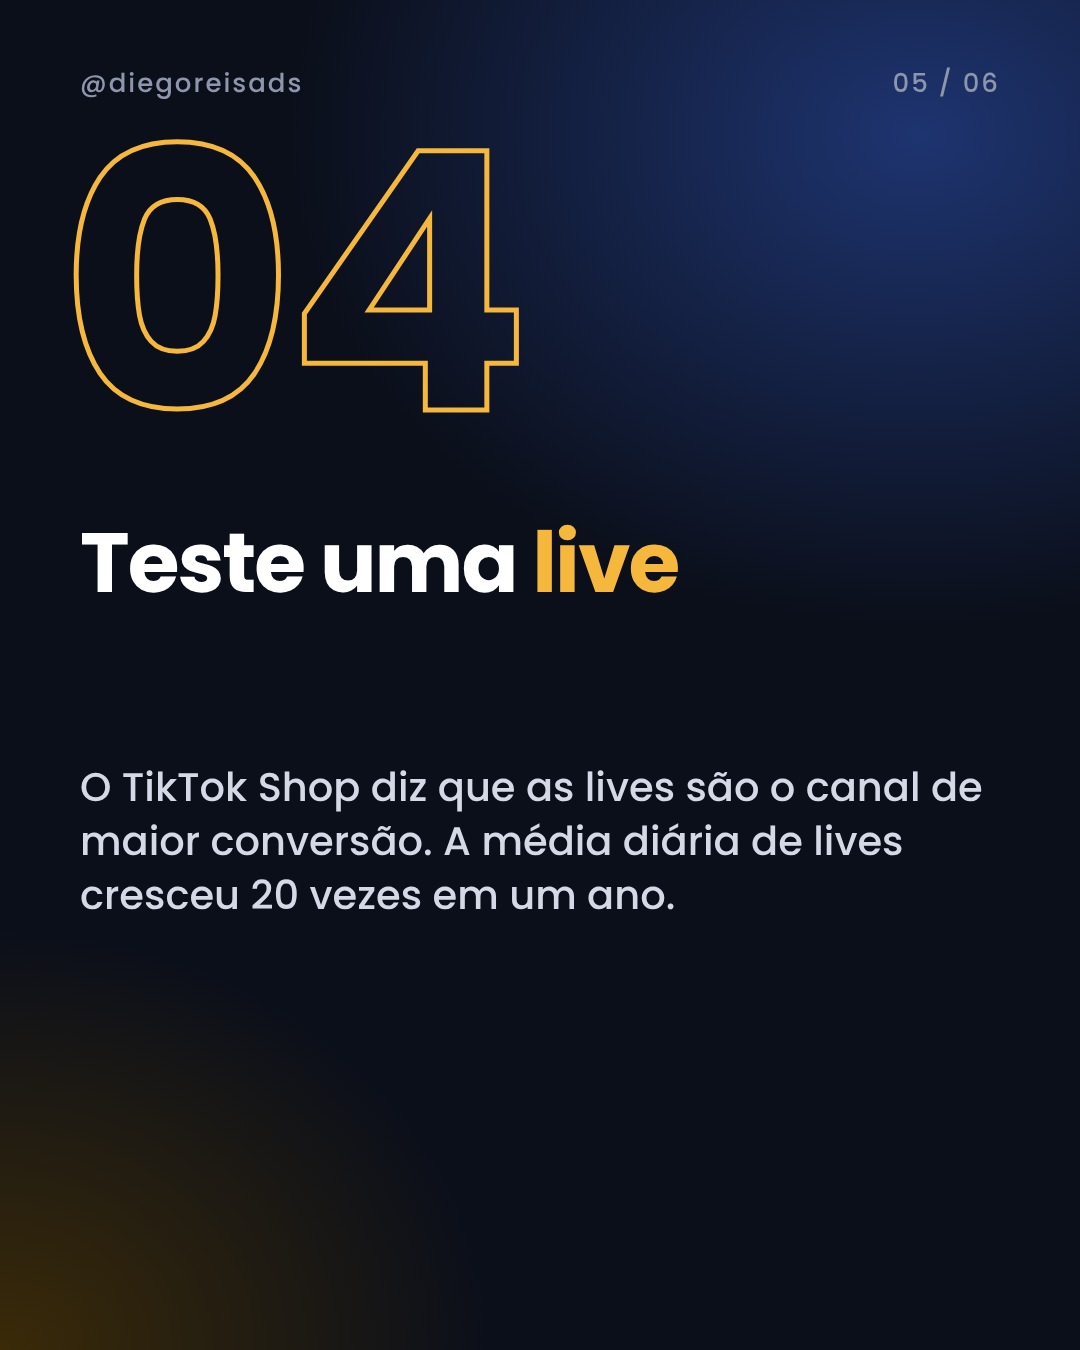 @diegoreisads
05 / 06
04
Teste uma live
O TikTok Shop diz que as lives são o canal de
maior conversão. A média diária de lives
cresceu 20 vezes em um ano.